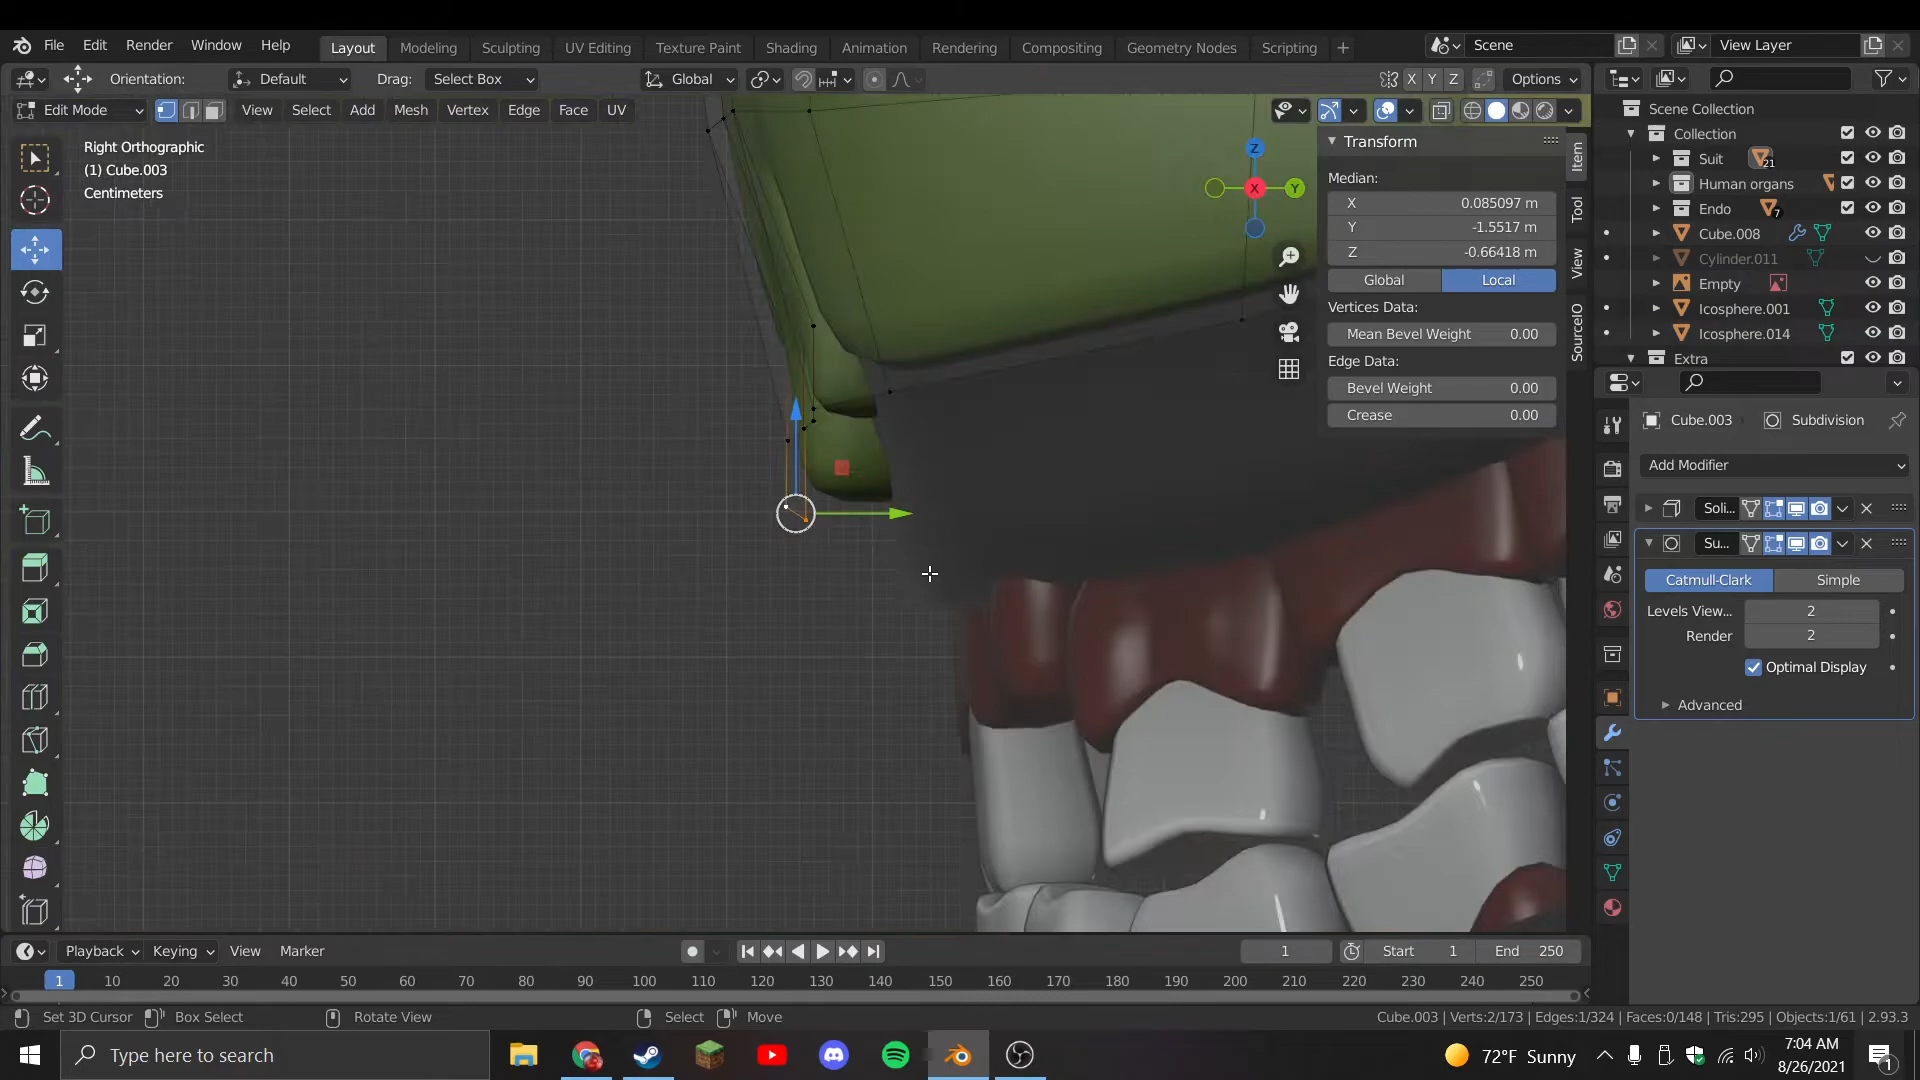 File Edit Render Window Help Layout Modeling Sculpting UV Editing Texture Paint Shading Animation Rendering Compositing Geometry Nodes Scripting + Scene View Layer
Orientation: Default Drag: Select Box Global X Y Z Options
Edit Mode View Select Add Mesh Vertex Edge Face UV
Right Orthographic
(1) Cube.003
Centimeters
Z
X
Y
Transform
Median:
X 0.085097 m
Y -1.5517 m
Z -0.66418 m
Global Local
Vertices Data:
Mean Bevel Weight 0.00
Edge Data:
Bevel Weight 0.00
Crease 0.00
Item
Tool
View
SourceIO
Scene Collection
Collection
Suit 21
Human organs
Endo 7
Cube.008
Cylinder.011
Empty
Icosphere.001
Icosphere.014
Extra
Cube.003 Subdivision
Add Modifier
Soli...
Su...
Catmull-Clark Simple
Levels View... 2
Render 2
Optimal Display
Advanced
Playback Keying View Marker 1 Start 1 End 250
1 10 20 30 40 50 60 70 80 90 100 110 120 130 140 150 160 170 180 190 200 210 220 230 240 250
Set 3D Cursor Box Select Rotate View Select Move Cube.003 | Verts:2/173 | Edges:1/324 | Faces:0/148 | Tris:295 | Objects:1/61 | 2.93.3
Type here to search 72°F Sunny 7:04 AM
8/26/2021 1